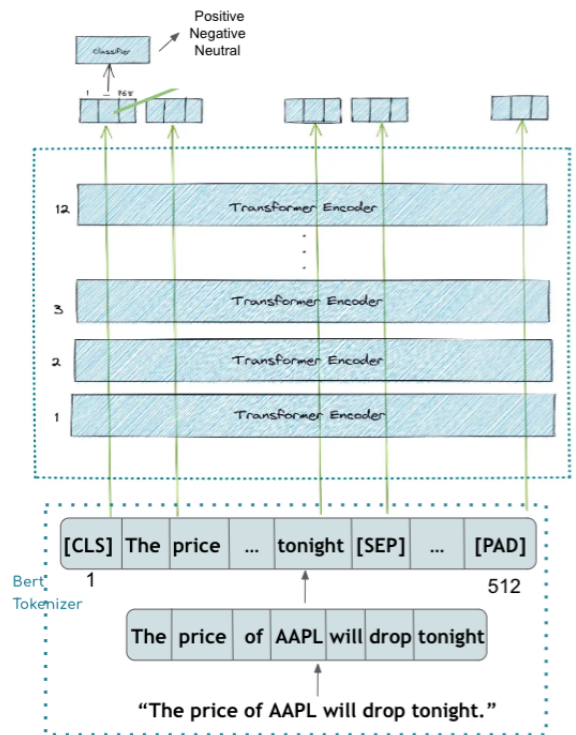 Positive
Negative
Neutral
Classifier
1 ... 768
12 Transformer Encoder
3 Transformer Encoder
2 Transformer Encoder
1 Transformer Encoder
[CLS] The price ... tonight [SEP] ... [PAD]
1 512
Bert
Tokenizer
The price of AAPL will drop tonight
“The price of AAPL will drop tonight.”